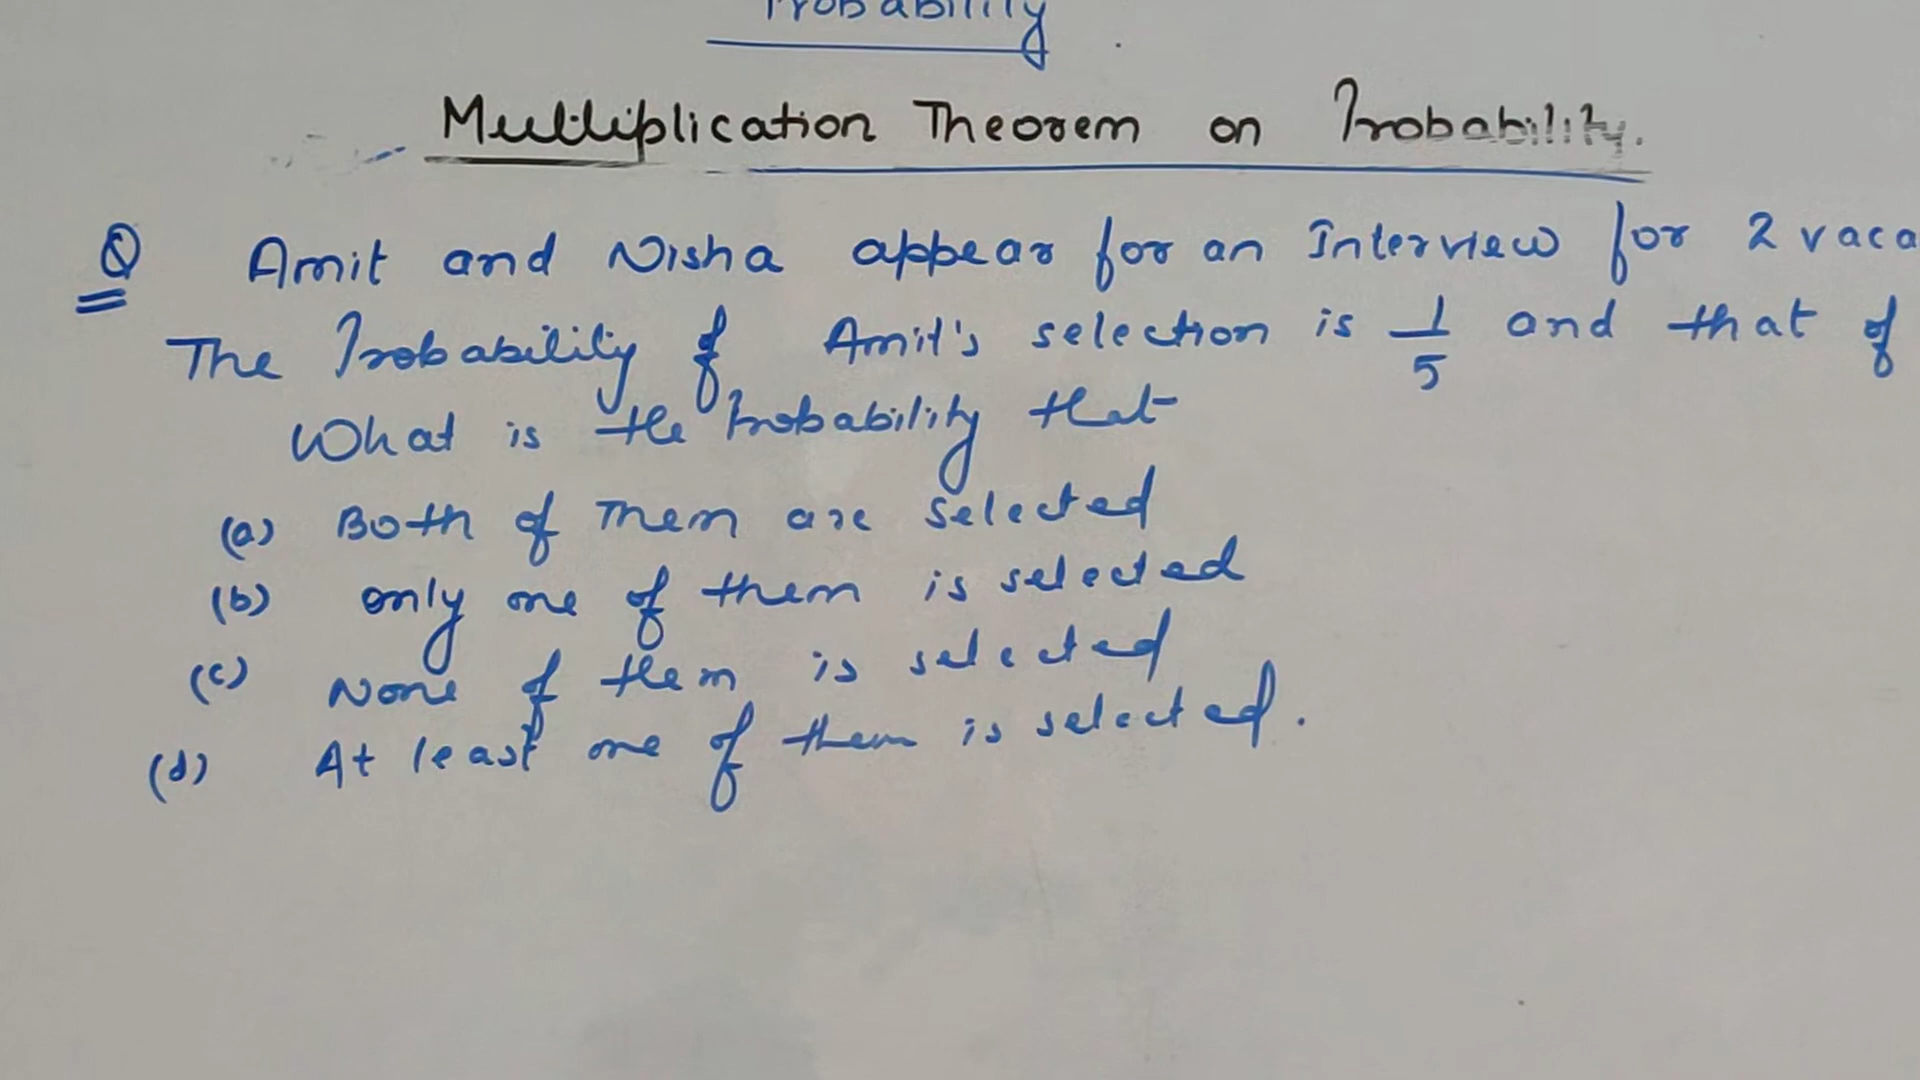 Probability
Multiplication Theorem on Probability.
Q Amit and Nisha appear for an Interview for 2 vaca
The Probability of Amit's selection is 1/5 and that of
What is the Probability that
(a) Both of Them are selected
(b) only one of them is selected
(c) None of them is selected
(d) At least one of them is selected.